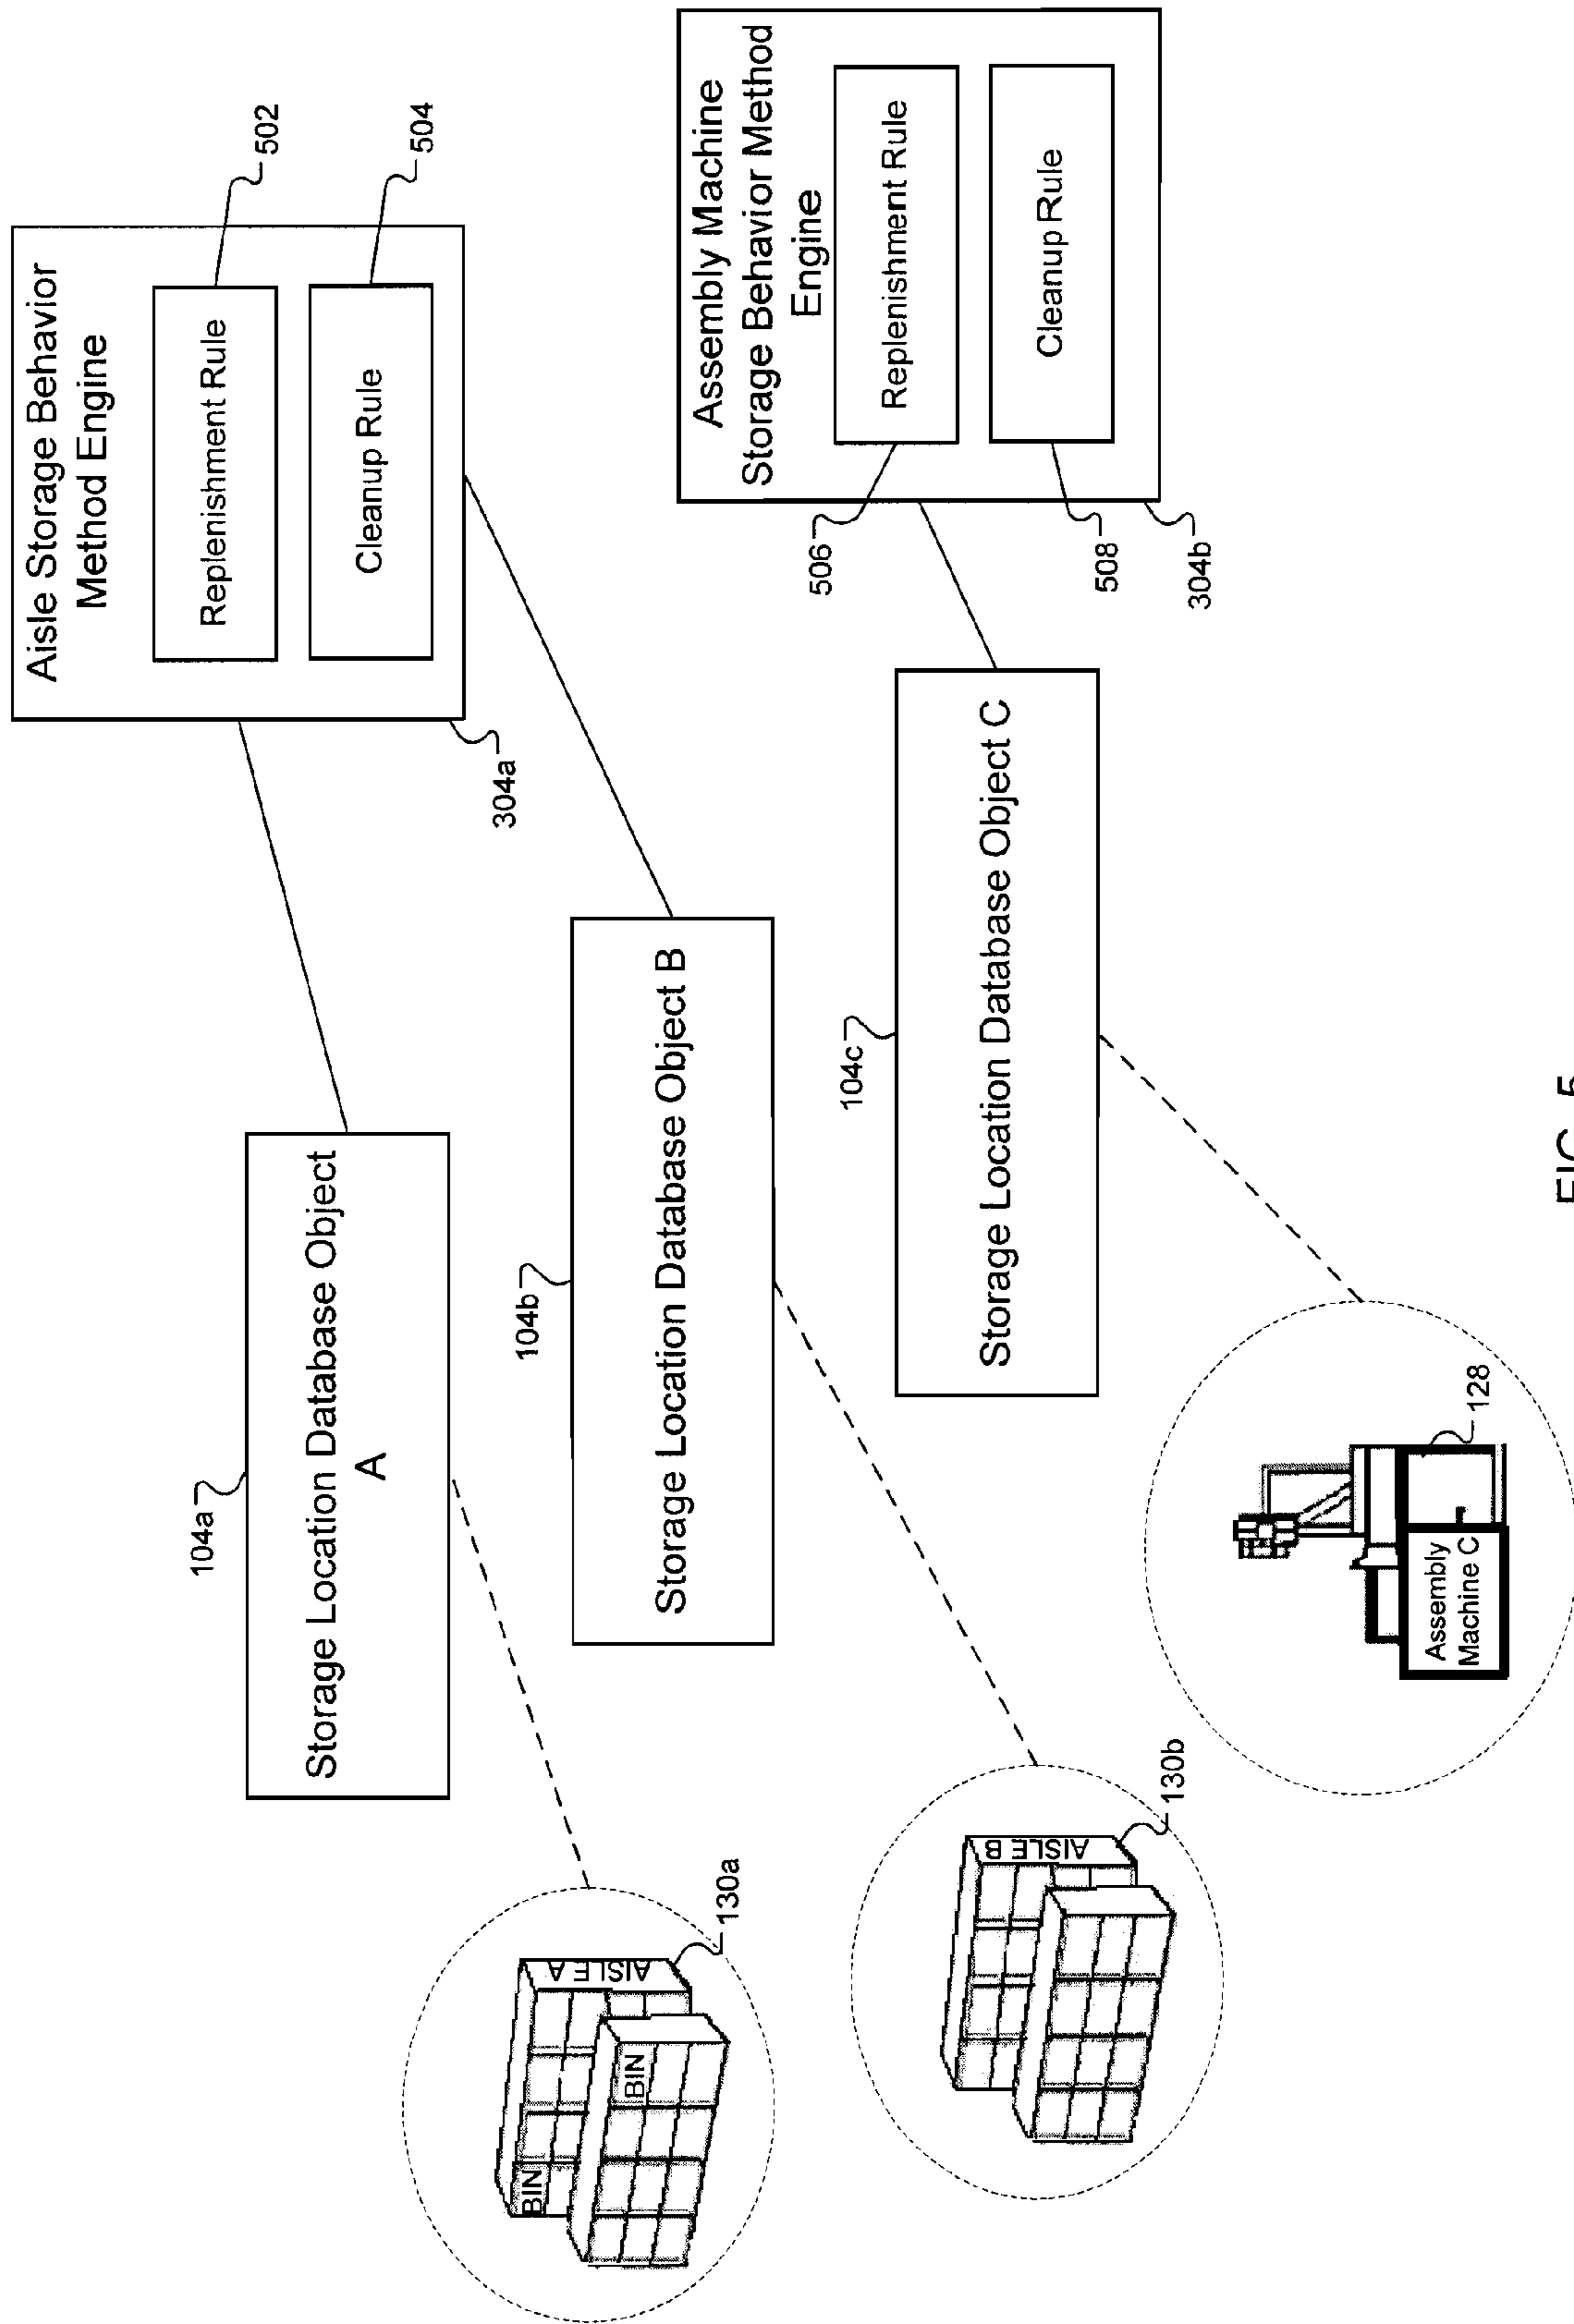 Aisle Storage Behavior
Method Engine
Replenishment Rule
502
Cleanup Rule
504
304a
Assembly Machine
Storage Behavior Method
Engine
Replenishment Rule
506
Cleanup Rule
508
304b
104a
Storage Location Database Object
A
104b
Storage Location Database Object B
104c
Storage Location Database Object C
AISLE A
BIN
BIN
130a
AISLE B
130b
Assembly
Machine C
128
FIG. 5